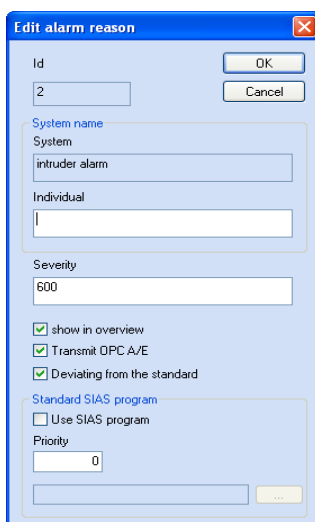 Edit alarm reason
Id
OK
2
Cancel
System name
System
intruder alarm
Individual
Severity
600
show in overview
Transmit OPC A/E
Deviating from the standard
Standard SIAS program
Use SIAS program
Priority
0
...